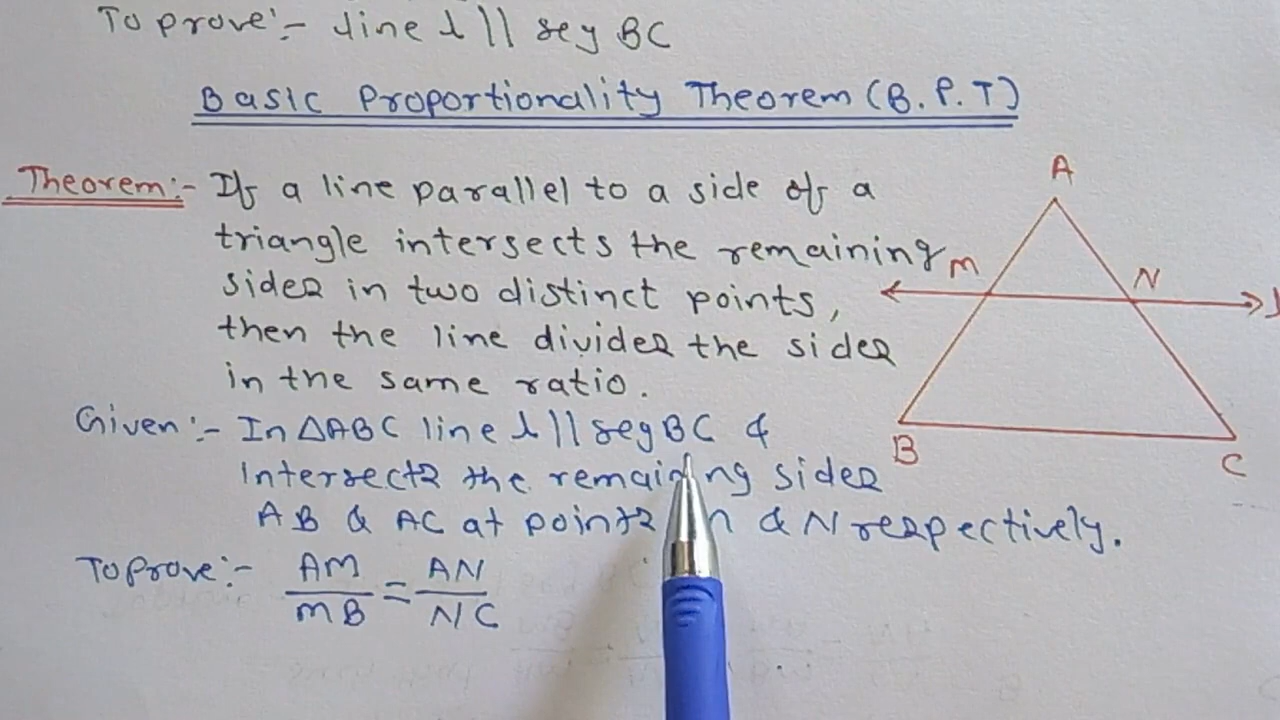 To prove:- line l || seg BC
Basic Proportionality Theorem (B.P.T)
Theorem:- If a line parallel to a side of a
triangle intersects the remaining
sides in two distinct points,
then the line divides the sides
in the same ratio.
Given:- In △ABC line l || seg BC &
Intersects the remaining sides
AB & AC at points & N respectively.
To Prove:- AM/MB = AN/NC
A
M
N
l
B
C